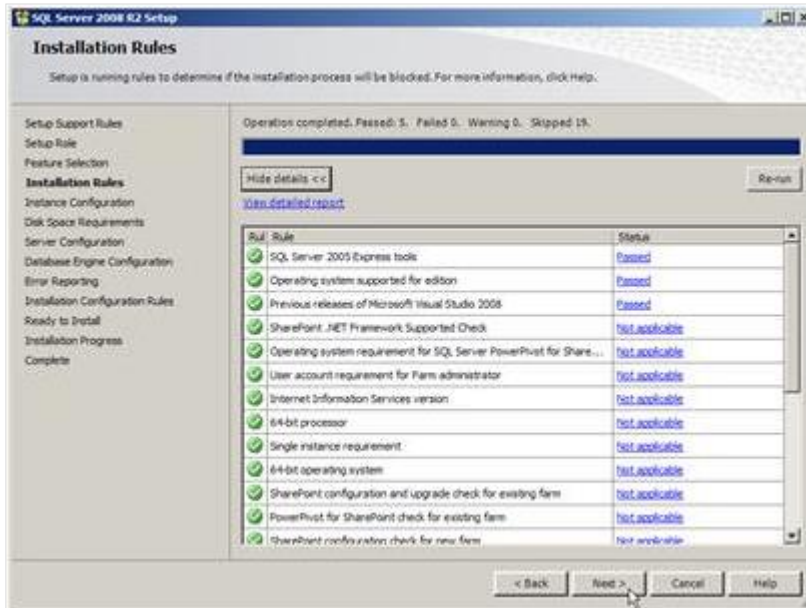 SQL Server 2008 R2 Setup
Installation Rules
Setup is running rules to determine if the installation process will be blocked. For more information, click Help.
Setup Support Rules
Setup Role
Feature Selection
Installation Rules
Instance Configuration
Disk Space Requirements
Server Configuration
Database Engine Configuration
Error Reporting
Installation Configuration Rules
Ready to Install
Installation Progress
Complete
Operation completed. Passed: 5. Failed 0. Warning 0. Skipped 19.
Hide details <<
Re-run
View detailed report
Rul Rule Status
SQL Server 2005 Express tools Passed
Operating system supported for edition Passed
Previous releases of Microsoft Visual Studio 2008 Passed
SharePoint .NET Framework Supported Check Not applicable
Operating system requirement for SQL Server PowerPivot for Share... Not applicable
User account requirement for Farm administrator Not applicable
Internet Information Services version Not applicable
64-bit processor Not applicable
Single instance requirement Not applicable
64-bit operating system Not applicable
SharePoint configuration and upgrade check for existing farm Not applicable
PowerPivot for SharePoint check for existing farm Not applicable
SharePoint configuration check for new farm Not applicable
< Back Next > Cancel Help